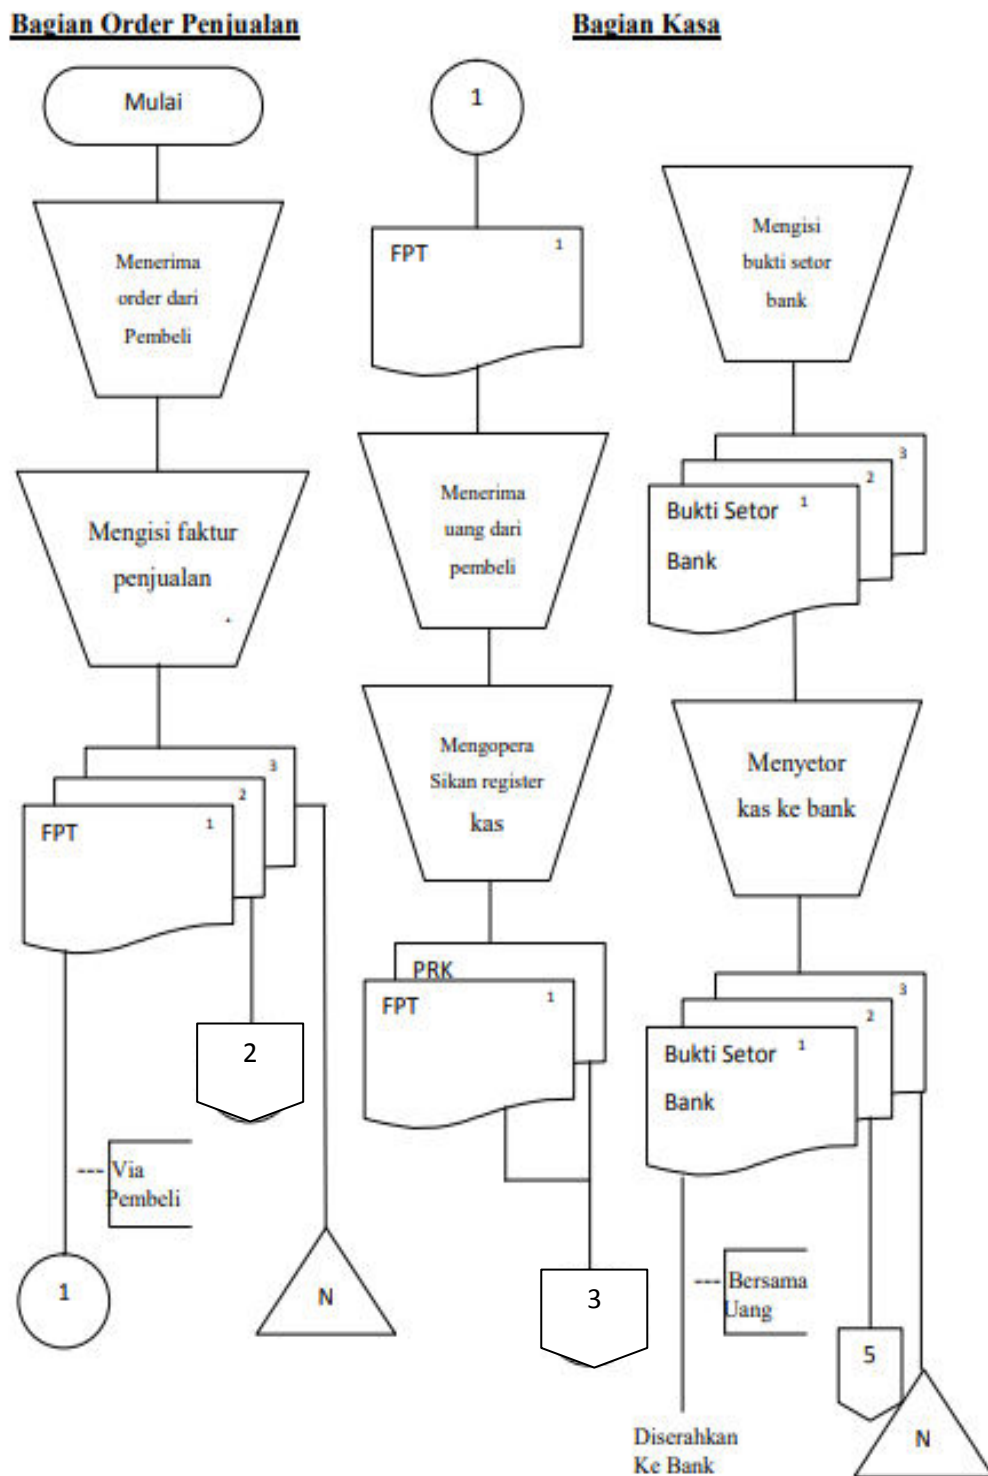 Bagian Order Penjualan
Mulai
Menerima
order dari
Pembeli
Mengisi faktur
penjualan
3
2
FPT 1
2
--- Via
Pembeli
1
N
Bagian Kasa
1
FPT 1
Menerima
uang dari
pembeli
Mengopera
Sikan register
kas
PRK
FPT 1
3
Mengisi
bukti setor
bank
3
2
Bukti Setor 1
Bank
Menyetor
kas ke bank
3
2
Bukti Setor 1
Bank
--- Bersama
Uang
5
N
Diserahkan
Ke Bank